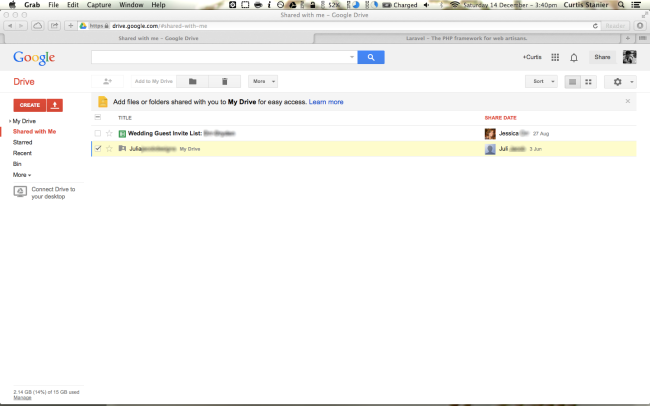 Grab File Edit Capture Window Help 52% Charged Saturday 14 December - 3:40pm Curtis Stanier
Shared with me – Google Drive
https drive.google.com/#shared-with-me Reader
Shared with me – Google Drive Laravel – The PHP framework for web artisans.
Google +Curtis Share
Drive Add to My Drive More Sort
CREATE
Add files or folders shared with you to My Drive for easy access. Learn more
My Drive
Shared with Me
Starred
Recent
Bin
More
Connect Drive to
your desktop
TITLE SHARE DATE
Wedding Guest Invite List: Jessica 27 Aug
Julia My Drive Juli 3 Jun
2.14 GB (14%) of 15 GB used
Manage